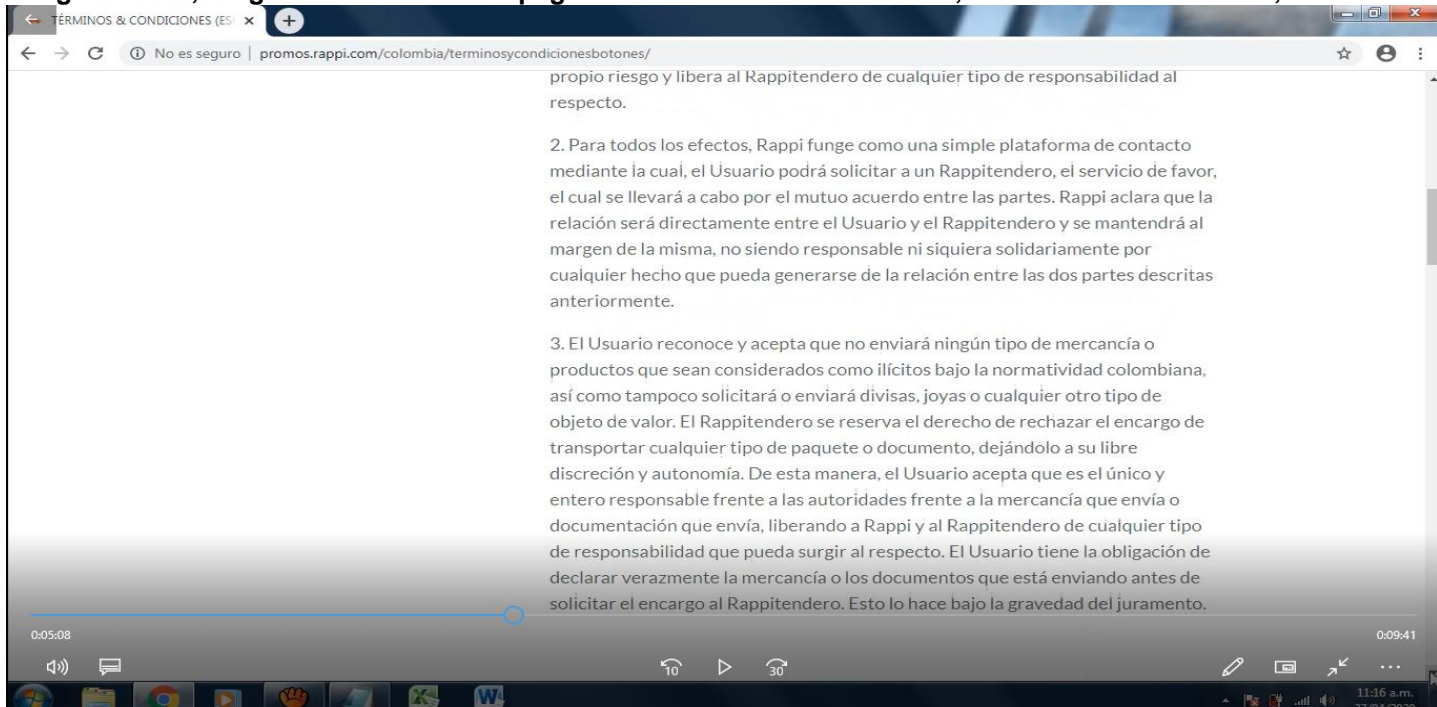 TÉRMINOS & CONDICIONES (ES
No es seguro | promos.rappi.com/colombia/terminosycondicionesbotones/
propio riesgo y libera al Rappitendero de cualquier tipo de responsabilidad al
respecto.
2. Para todos los efectos, Rappi funge como una simple plataforma de contacto
mediante la cual, el Usuario podrá solicitar a un Rappitendero, el servicio de favor,
el cual se llevará a cabo por el mutuo acuerdo entre las partes. Rappi aclara que la
relación será directamente entre el Usuario y el Rappitendero y se mantendrá al
margen de la misma, no siendo responsable ni siquiera solidariamente por
cualquier hecho que pueda generarse de la relación entre las dos partes descritas
anteriormente.
3. El Usuario reconoce y acepta que no enviará ningún tipo de mercancía o
productos que sean considerados como ilícitos bajo la normatividad colombiana,
así como tampoco solicitará o enviará divisas, joyas o cualquier otro tipo de
objeto de valor. El Rappitendero se reserva el derecho de rechazar el encargo de
transportar cualquier tipo de paquete o documento, dejándolo a su libre
discreción y autonomía. De esta manera, el Usuario acepta que es el único y
entero responsable frente a las autoridades frente a la mercancía que envía o
documentación que envía, liberando a Rappi y al Rappitendero de cualquier tipo
de responsabilidad que pueda surgir al respecto. El Usuario tiene la obligación de
declarar verazmente la mercancía o los documentos que está enviando antes de
solicitar el encargo al Rappitendero. Esto lo hace bajo la gravedad del juramento.
0:05:08
0:09:41
10
30
11:16 a.m.